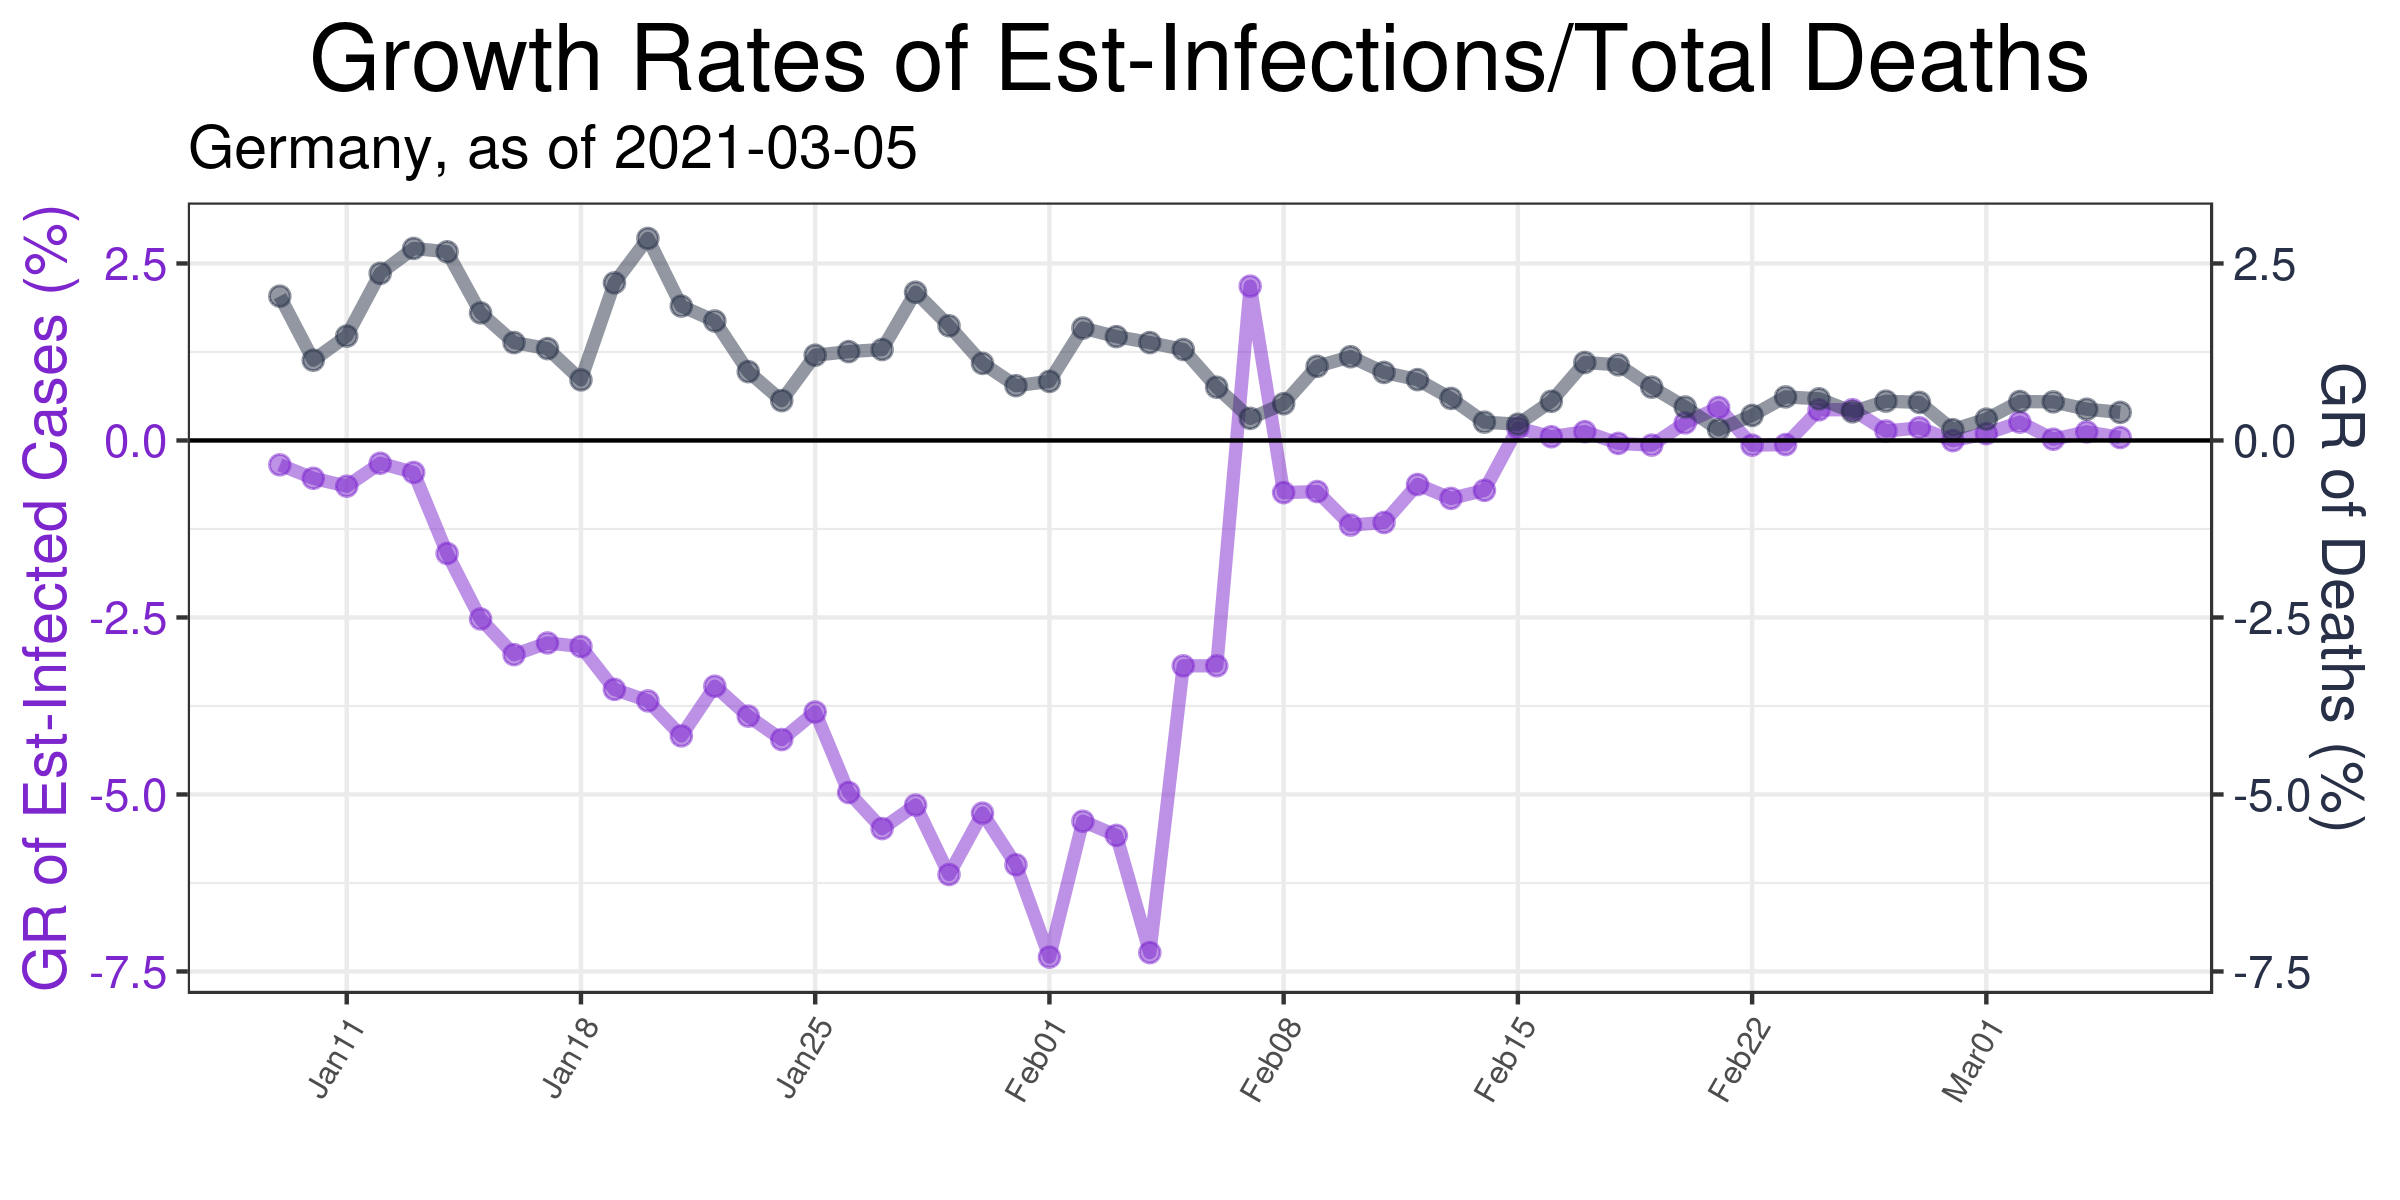 Growth Rates of Est-Infections/Total Deaths
Germany, as of 2021-03-05
GR of Est-Infected Cases (%)
2.5
0.0
-2.5
-5.0
-7.5
2.5
0.0
-2.5
-5.0
-7.5
GR of Deaths (%)
Jan11
Jan18
Jan25
Feb01
Feb08
Feb15
Feb22
Mar01